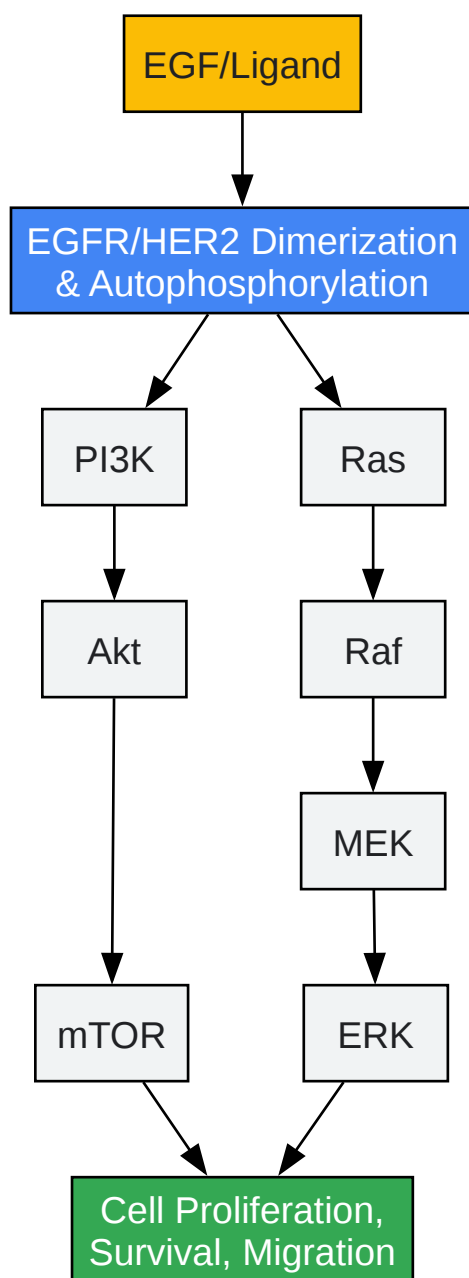 EGF/Ligand
EGFR/HER2 Dimerization
& Autophosphorylation
PI3K
Ras
Akt
Raf
MEK
mTOR
ERK
Cell Proliferation,
Survival, Migration